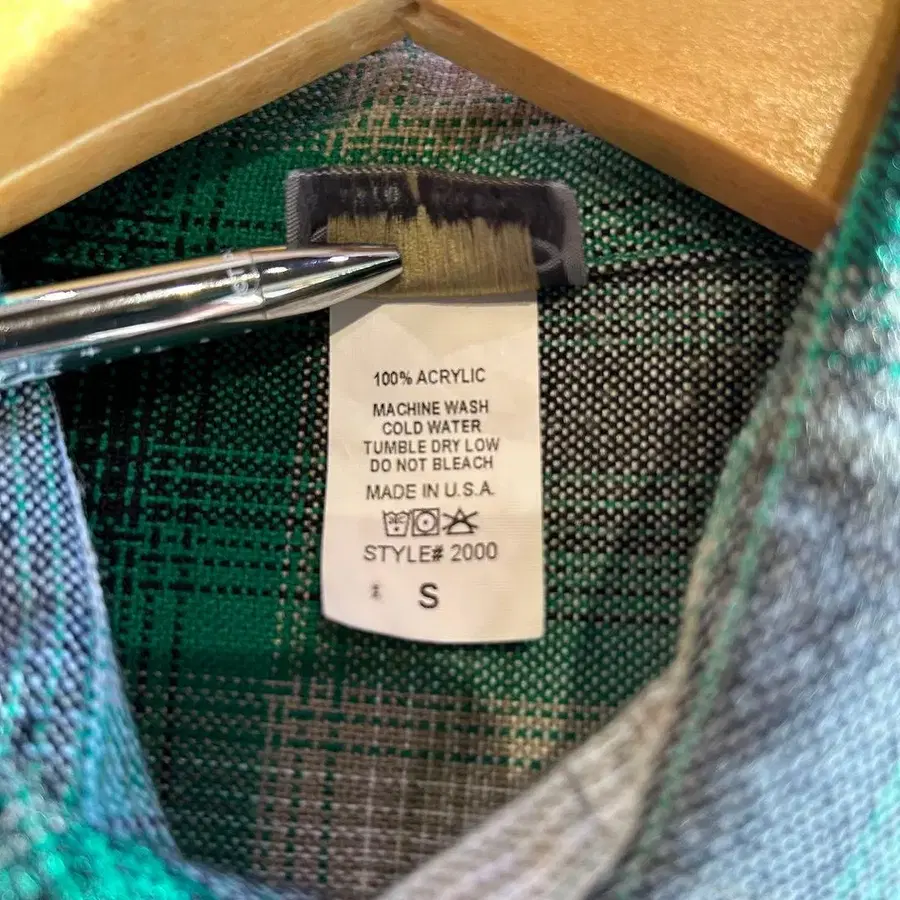 100% ACRYLIC
MACHINE WASH
COLD WATER
TUMBLE DRY LOW
DO NOT BLEACH
MADE IN U.S.A.
STYLE# 2000
S